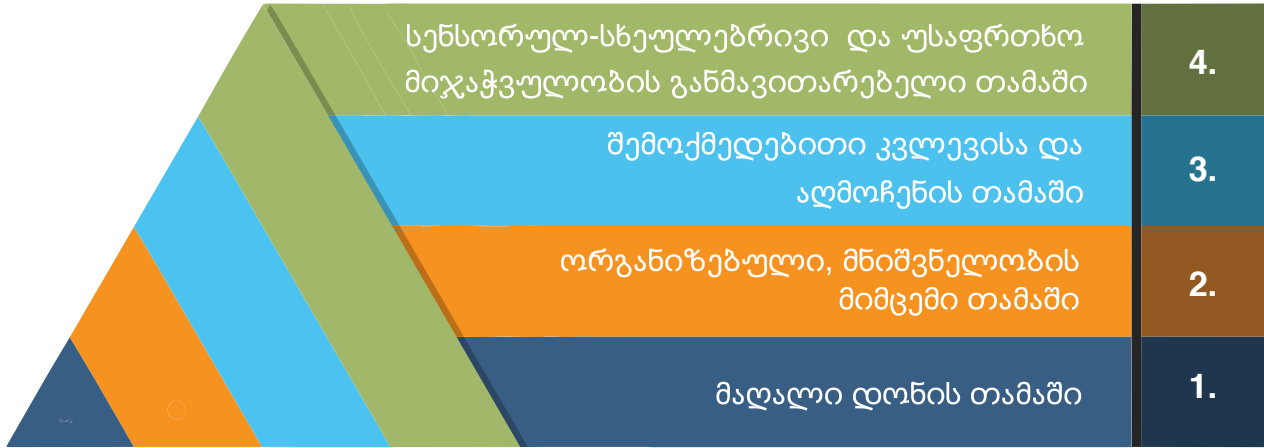 სენსორულ-სხეულებრივი და უსაფრთხო
მიჯაჭვულობის განმავითარებელი თამაში
4.
შემოქმედებითი კვლევისა და
აღმოჩენის თამაში
3.
ორგანიზებული, მნიშვნელობის
მიმცემი თამაში
2.
მაღალი დონის თამაში
1.